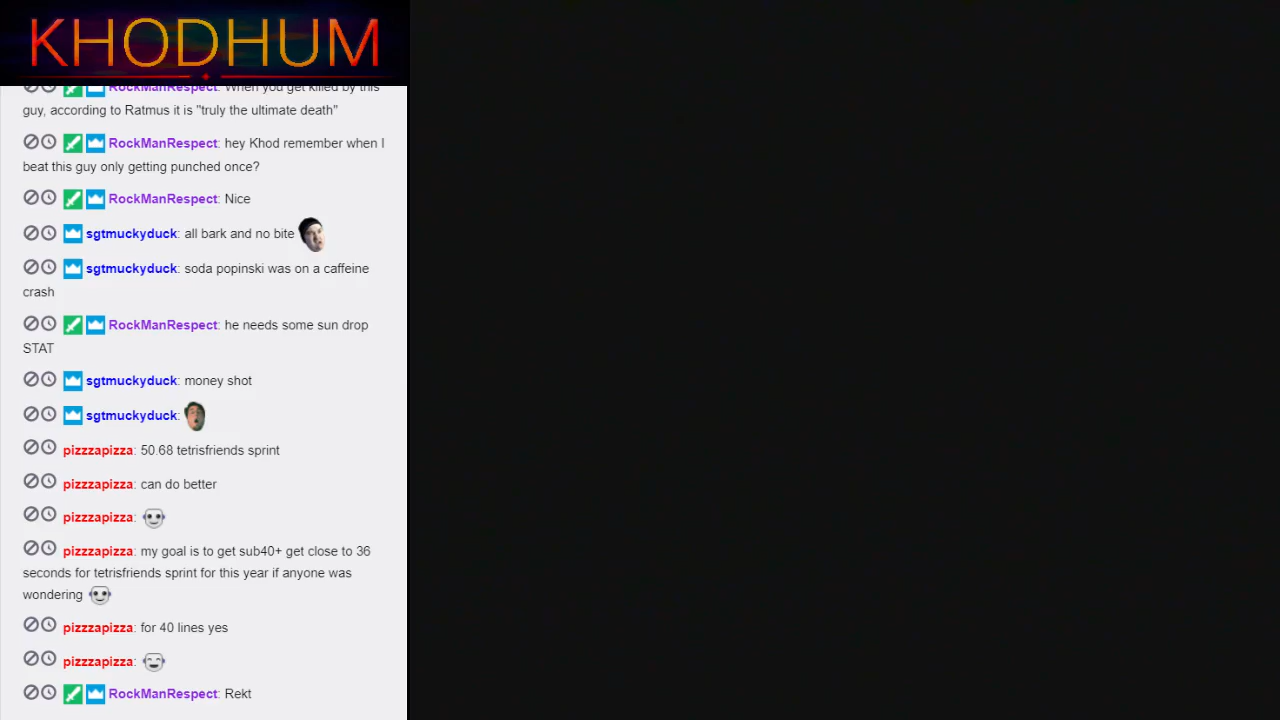 KHODHUM
RockManRespect: When you get killed by this
guy, according to Ratmus it is "truly the ultimate death"
RockManRespect: hey Khod remember when I
beat this guy only getting punched once?
RockManRespect: Nice
sgtmuckyduck: all bark and no bite
sgtmuckyduck: soda popinski was on a caffeine
crash
RockManRespect: he needs some sun drop
STAT
sgtmuckyduck: money shot
sgtmuckyduck:
pizzzapizza: 50.68 tetrisfriends sprint
pizzzapizza: can do better
pizzzapizza:
pizzzapizza: my goal is to get sub40+ get close to 36
seconds for tetrisfriends sprint for this year if anyone was
wondering
pizzzapizza: for 40 lines yes
pizzzapizza:
RockManRespect: Rekt